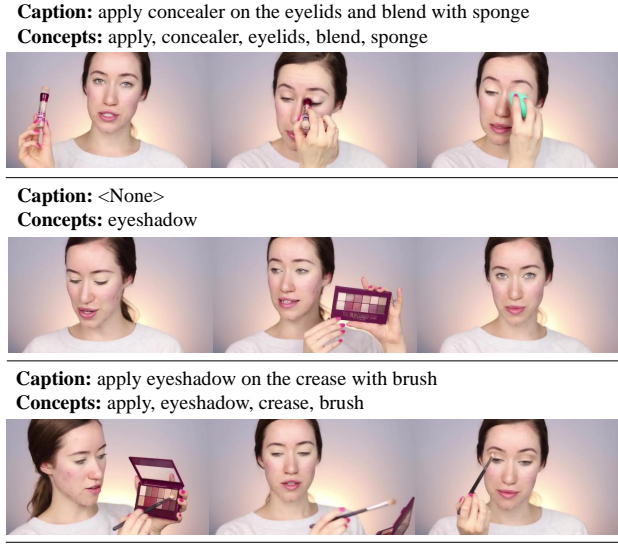 Caption: apply concealer on the eyelids and blend with sponge
Concepts: apply, concealer, eyelids, blend, sponge
Caption: <None>
Concepts: eyeshadow
Caption: apply eyeshadow on the crease with brush
Concepts: apply, eyeshadow, crease, brush